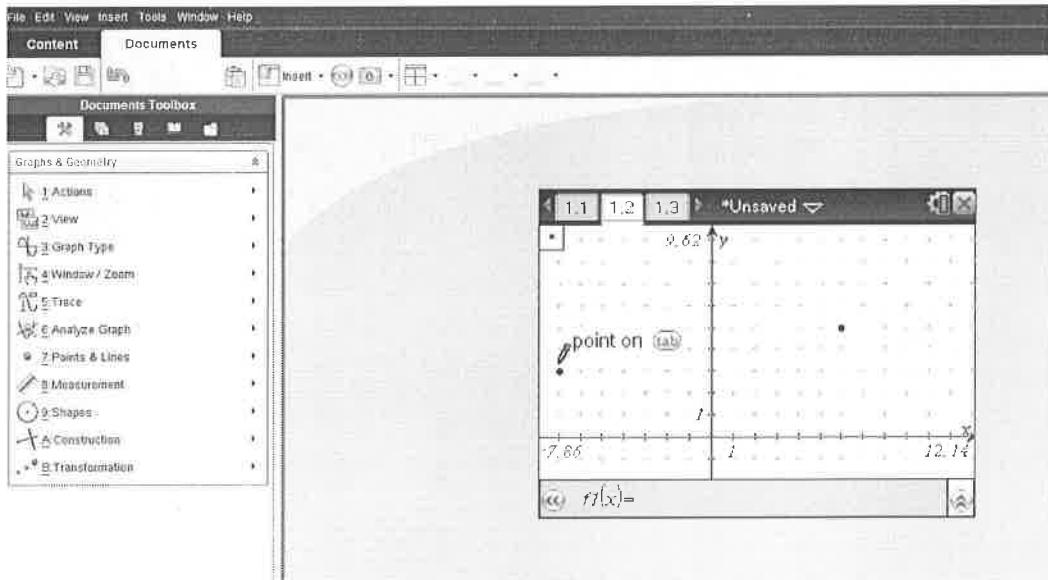 File Edit View Insert Tools Window Help
Content Documents
Insert
Documents Toolbox
Graphs & Geometry
1: Actions
2: View
3: Graph Type
4: Window / Zoom
5: Trace
6: Analyze Graph
7: Points & Lines
8: Measurement
9: Shapes
A: Construction
B: Transformation
1.1 1.2 1.3 *Unsaved
9.62 y
point on tab
1
x
-7.86 1 12.14
f1(x)=